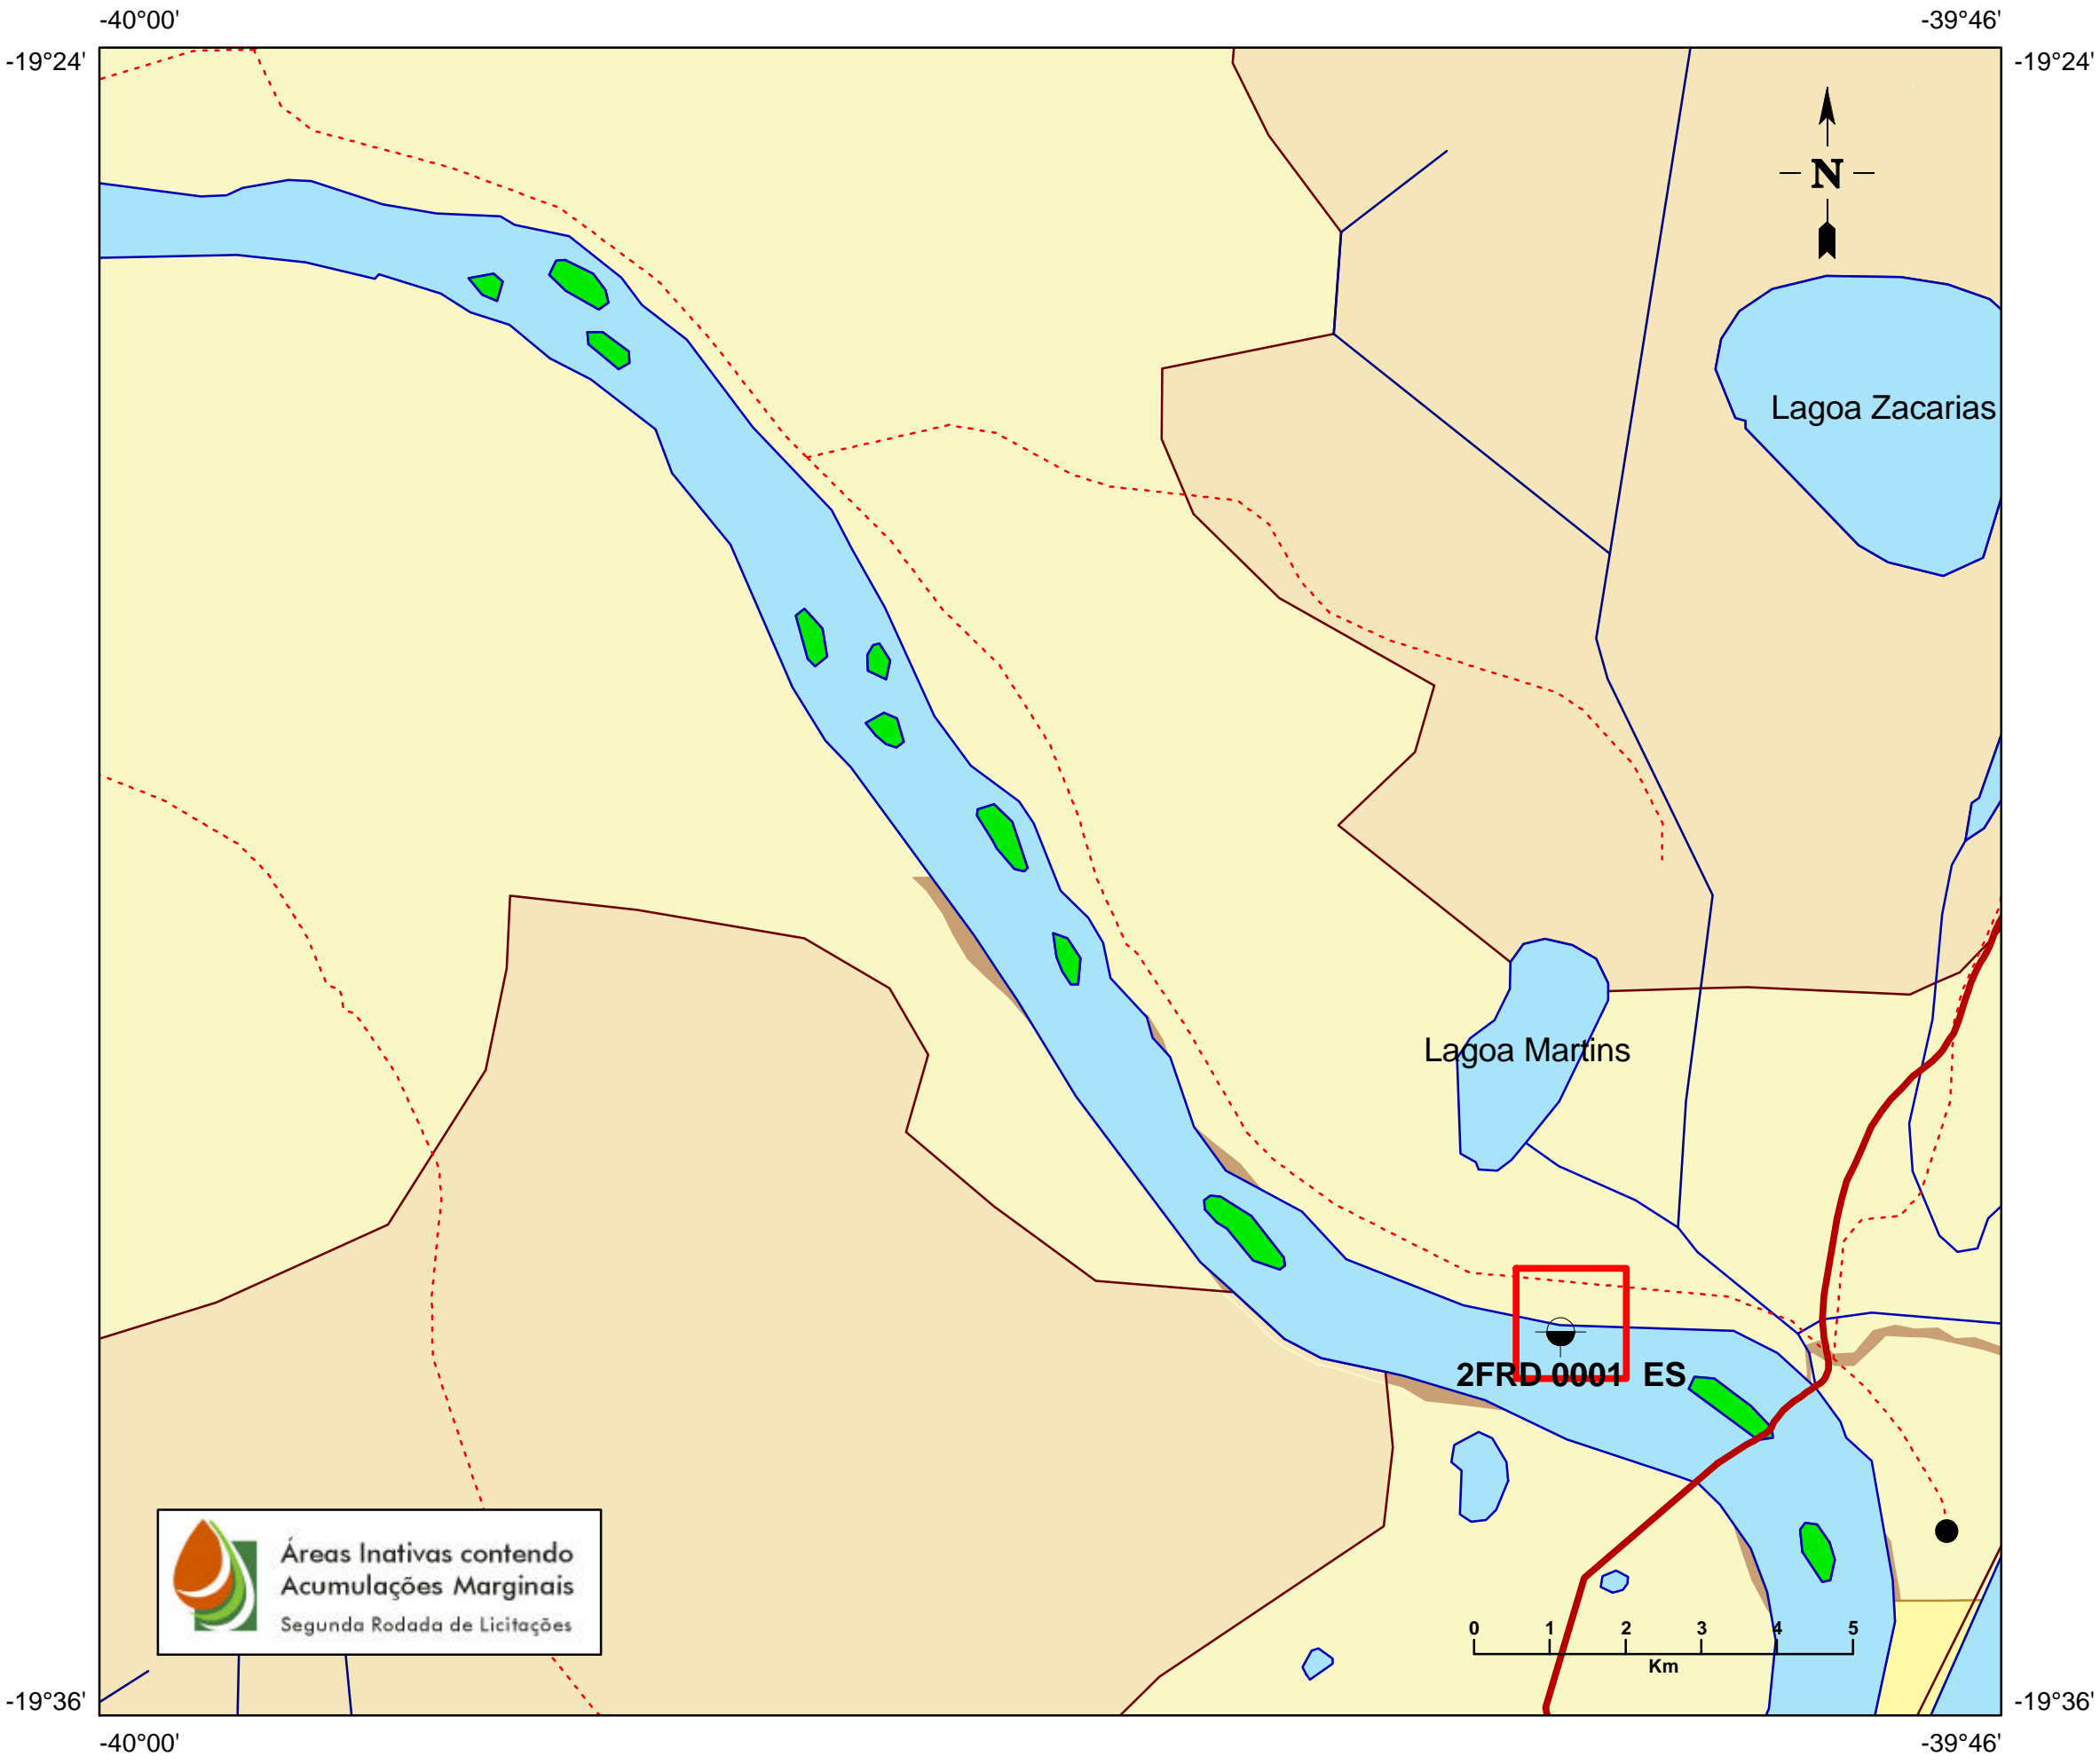 -40°00'
-39°46'
-19°24'
-19°24'
N
Lagoa Zacarias
Lagoa Martins
2FRD 0001 ES
Áreas Inativas contendo
Acumulações Marginais
Segunda Rodada de Licitações
0 1 2 3 4 5
Km
-19°36'
-19°36'
-40°00'
-39°46'